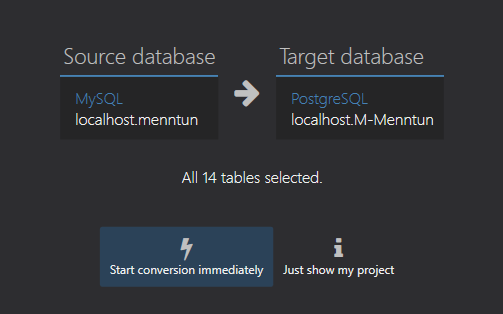 Source database
Target database
MySQL
localhost.menntun
PostgreSQL
localhost.M-Menntun
All 14 tables selected.
Start conversion immediately
Just show my project